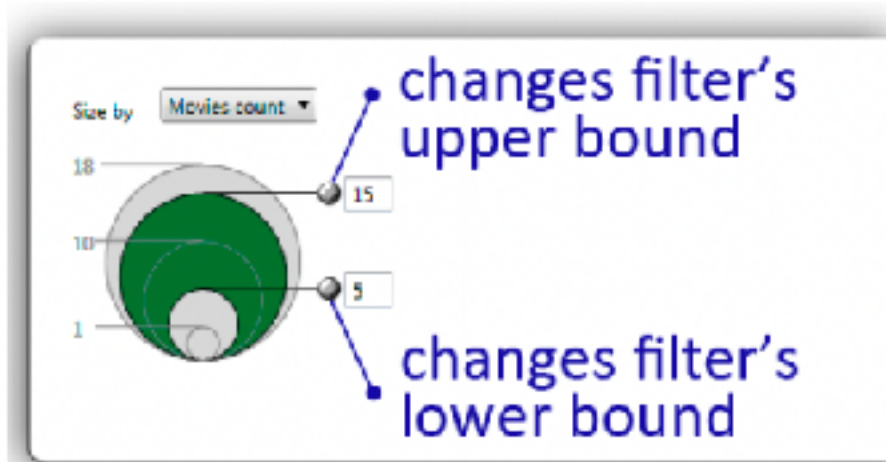 changes filter's
upper bound
Size by Movies count
18
15
10
5
1
changes filter's
lower bound